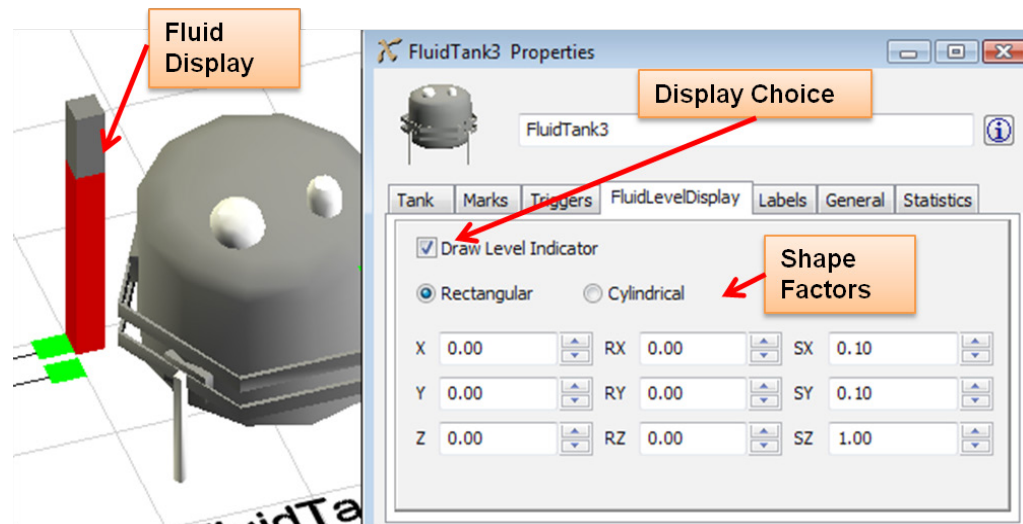 Fluid
Display
FluidTank3 Properties
Display Choice
FluidTank3
Tank Marks Triggers FluidLevelDisplay Labels General Statistics
Draw Level Indicator
Shape
Factors
Rectangular Cylindrical
X 0.00 RX 0.00 SX 0.10
Y 0.00 RY 0.00 SY 0.10
Z 0.00 RZ 0.00 SZ 1.00